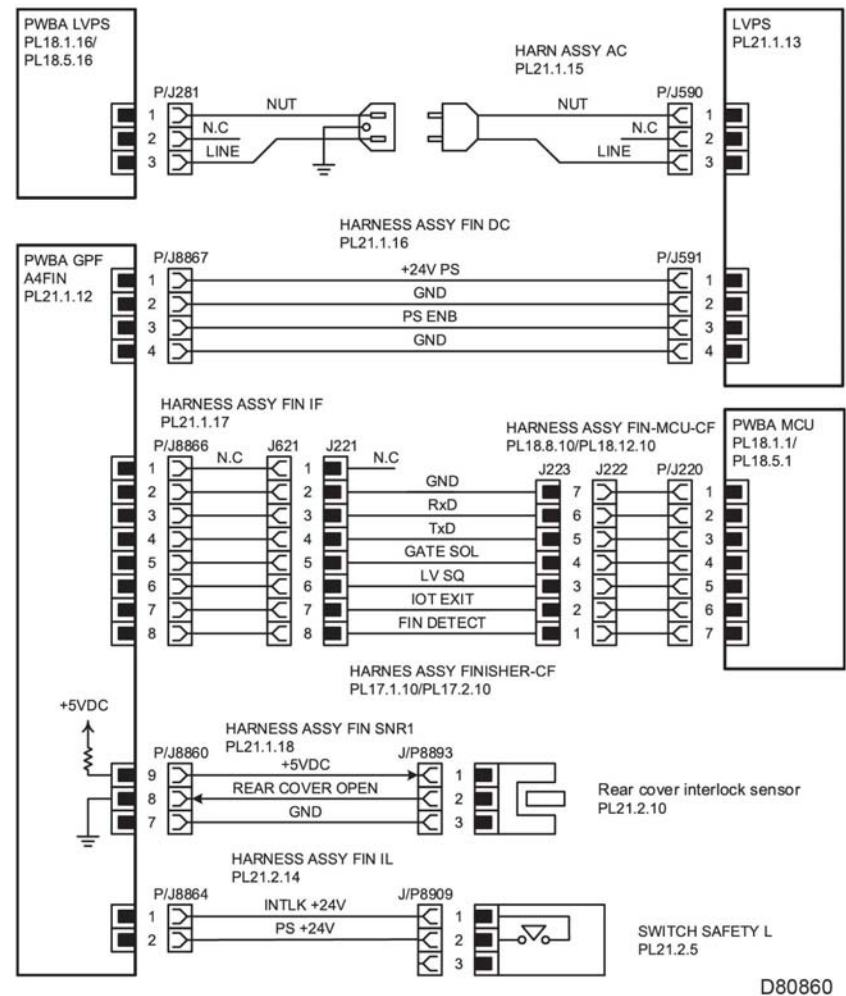 PWBA LVPS
PL18.1.16/
PL18.5.16
LVPS
PL21.1.13
HARN ASSY AC
PL21.1.15
P/J281
P/J590
1 NUT NUT 1
2 N.C N.C 2
3 LINE LINE 3
HARNESS ASSY FIN DC
PL21.1.16
PWBA GPF
A4FIN
PL21.1.12
P/J8867
P/J591
1 +24V PS 1
2 GND 2
3 PS ENB 3
4 GND 4
HARNESS ASSY FIN IF
PL21.1.17
HARNESS ASSY FIN-MCU-CF
PL18.8.10/PL18.12.10
PWBA MCU
PL18.1.1/
PL18.5.1
P/J8866 J621 J221 J223 J222 P/J220
1 N.C 1 N.C
2 2 GND 7 1
3 3 RxD 6 2
4 4 TxD 5 3
5 5 GATE SOL 4 4
6 6 LV SQ 3 5
7 7 IOT EXIT 2 6
8 8 FIN DETECT 1 7
HARNES ASSY FINISHER-CF
PL17.1.10/PL17.2.10
+5VDC
HARNESS ASSY FIN SNR1
PL21.1.18
P/J8860 J/P8893
9 +5VDC 1
8 REAR COVER OPEN 2
7 GND 3
Rear cover interlock sensor
PL21.2.10
HARNESS ASSY FIN IL
PL21.2.14
P/J8864 J/P8909
1 INTLK +24V 1
2 PS +24V 2
3
SWITCH SAFETY L
PL21.2.5
D80860